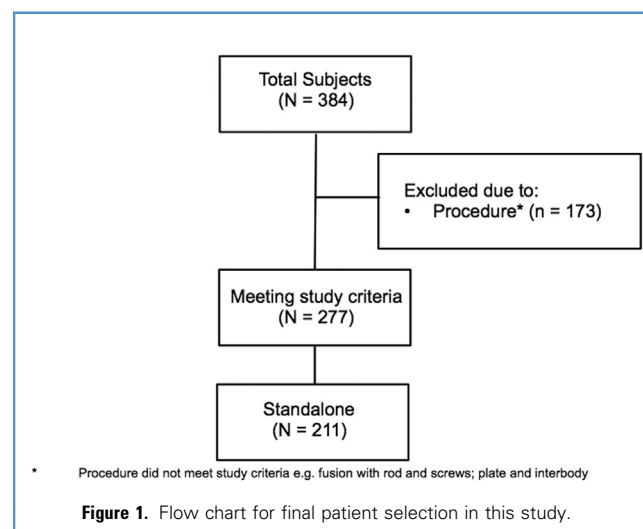 Total Subjects
(N = 384)
Excluded due to:
• Procedure* (n = 173)
Meeting study criteria
(N = 277)
Standalone
(N = 211)
* Procedure did not meet study criteria e.g. fusion with rod and screws; plate and interbody
Figure 1. Flow chart for final patient selection in this study.